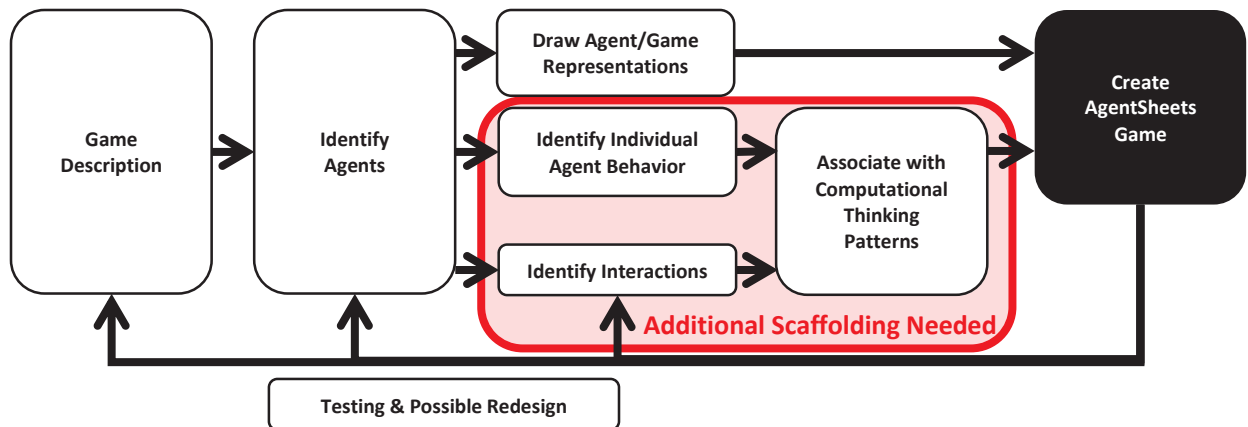 Game
Description
Identify
Agents
Draw Agent/Game
Representations
Identify Individual
Agent Behavior
Identify Interactions
Associate with
Computational
Thinking
Patterns
Create
AgentSheets
Game
Additional Scaffolding Needed
Testing & Possible Redesign